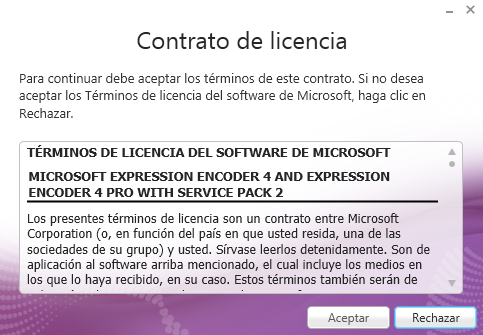 Contrato de licencia
Para continuar debe aceptar los términos de este contrato. Si no desea
aceptar los Términos de licencia del software de Microsoft, haga clic en
Rechazar.
TÉRMINOS DE LICENCIA DEL SOFTWARE DE MICROSOFT
MICROSOFT EXPRESSION ENCODER 4 AND EXPRESSION
ENCODER 4 PRO WITH SERVICE PACK 2
Los presentes términos de licencia son un contrato entre Microsoft
Corporation (o, en función del país en que usted resida, una de las
sociedades de su grupo) y usted. Sírvase leerlos detenidamente. Son de
aplicación al software arriba mencionado, el cual incluye los medios en
los que lo haya recibido, en su caso. Estos términos también serán de
Aceptar Rechazar